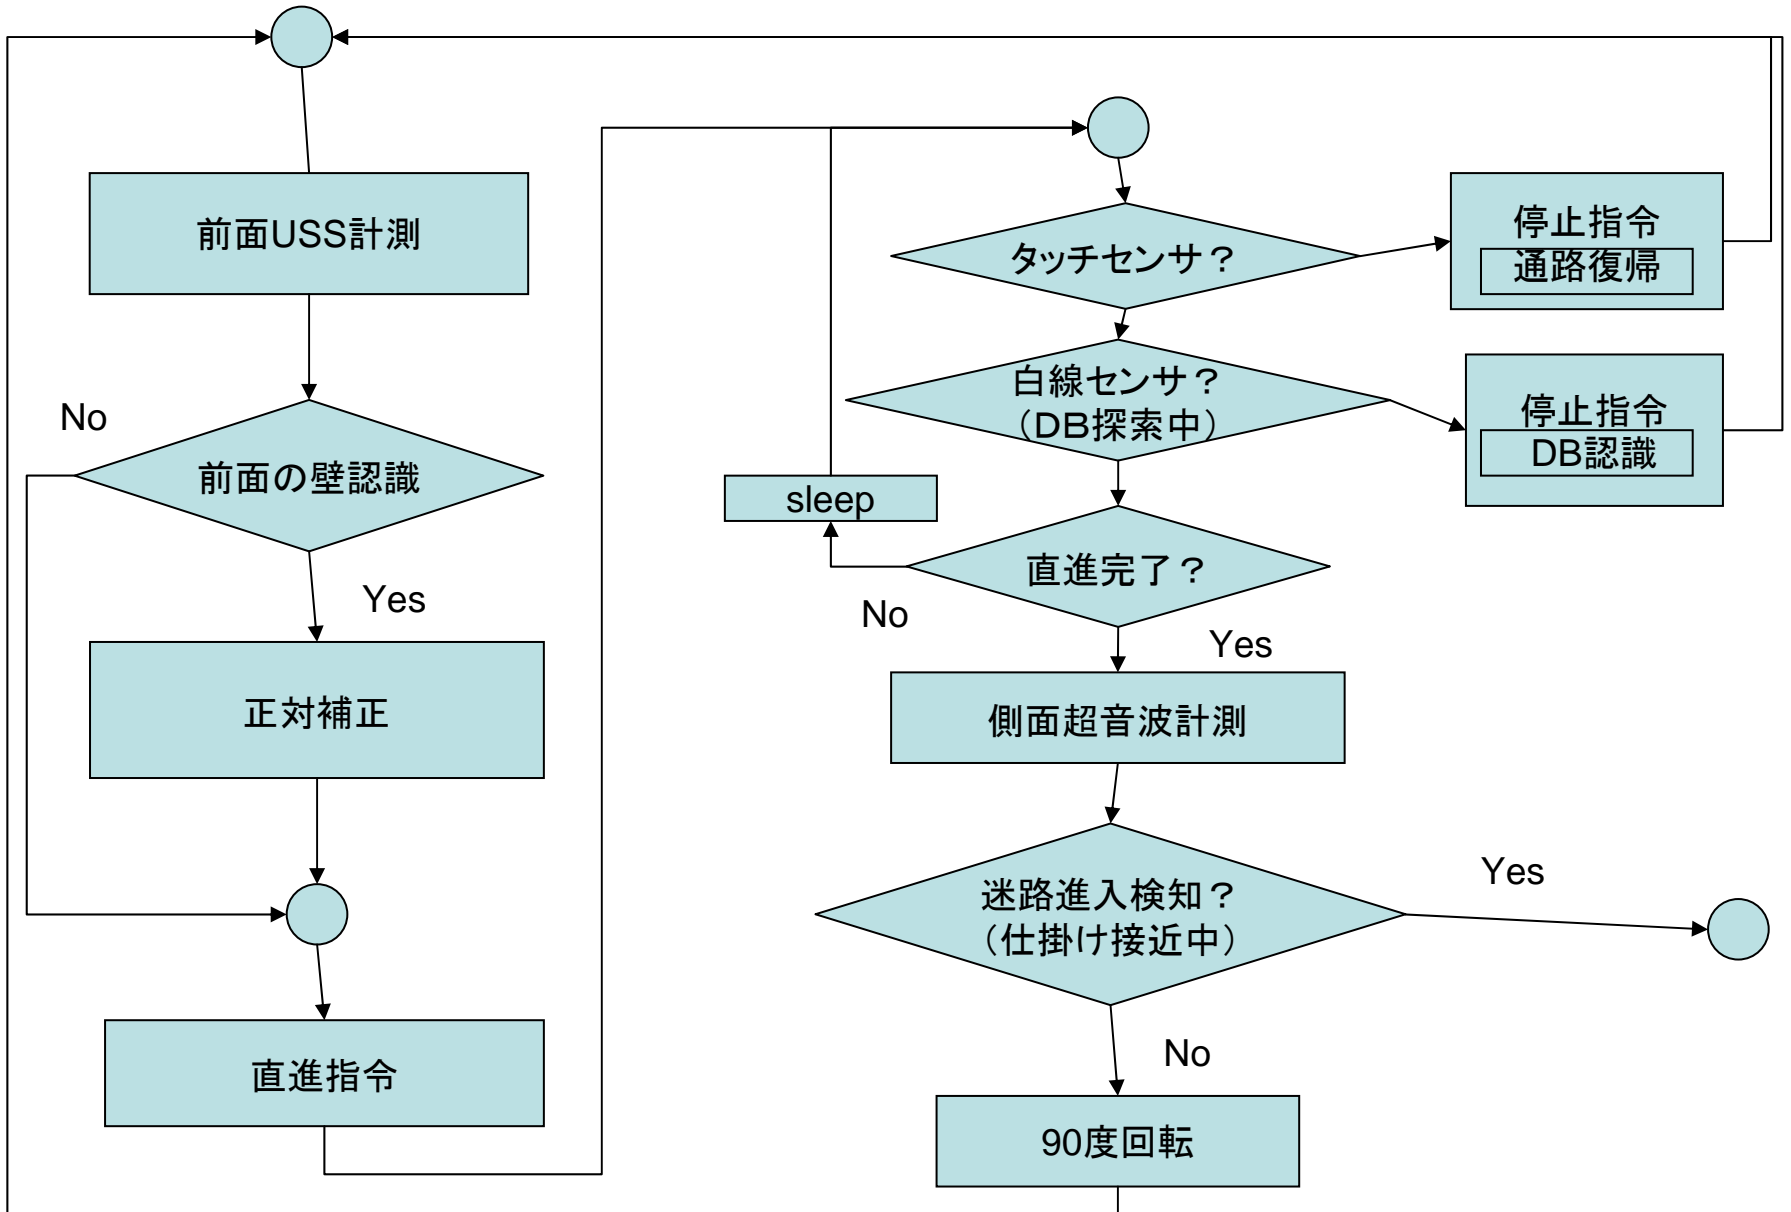 前面USS計測
No
前面の壁認識
Yes
正対補正
直進指令
タッチセンサ？
停止指令
通路復帰
白線センサ？
（DB探索中）
停止指令
DB認識
sleep
直進完了？
No
Yes
側面超音波計測
迷路進入検知？
（仕掛け接近中）
Yes
No
90度回転